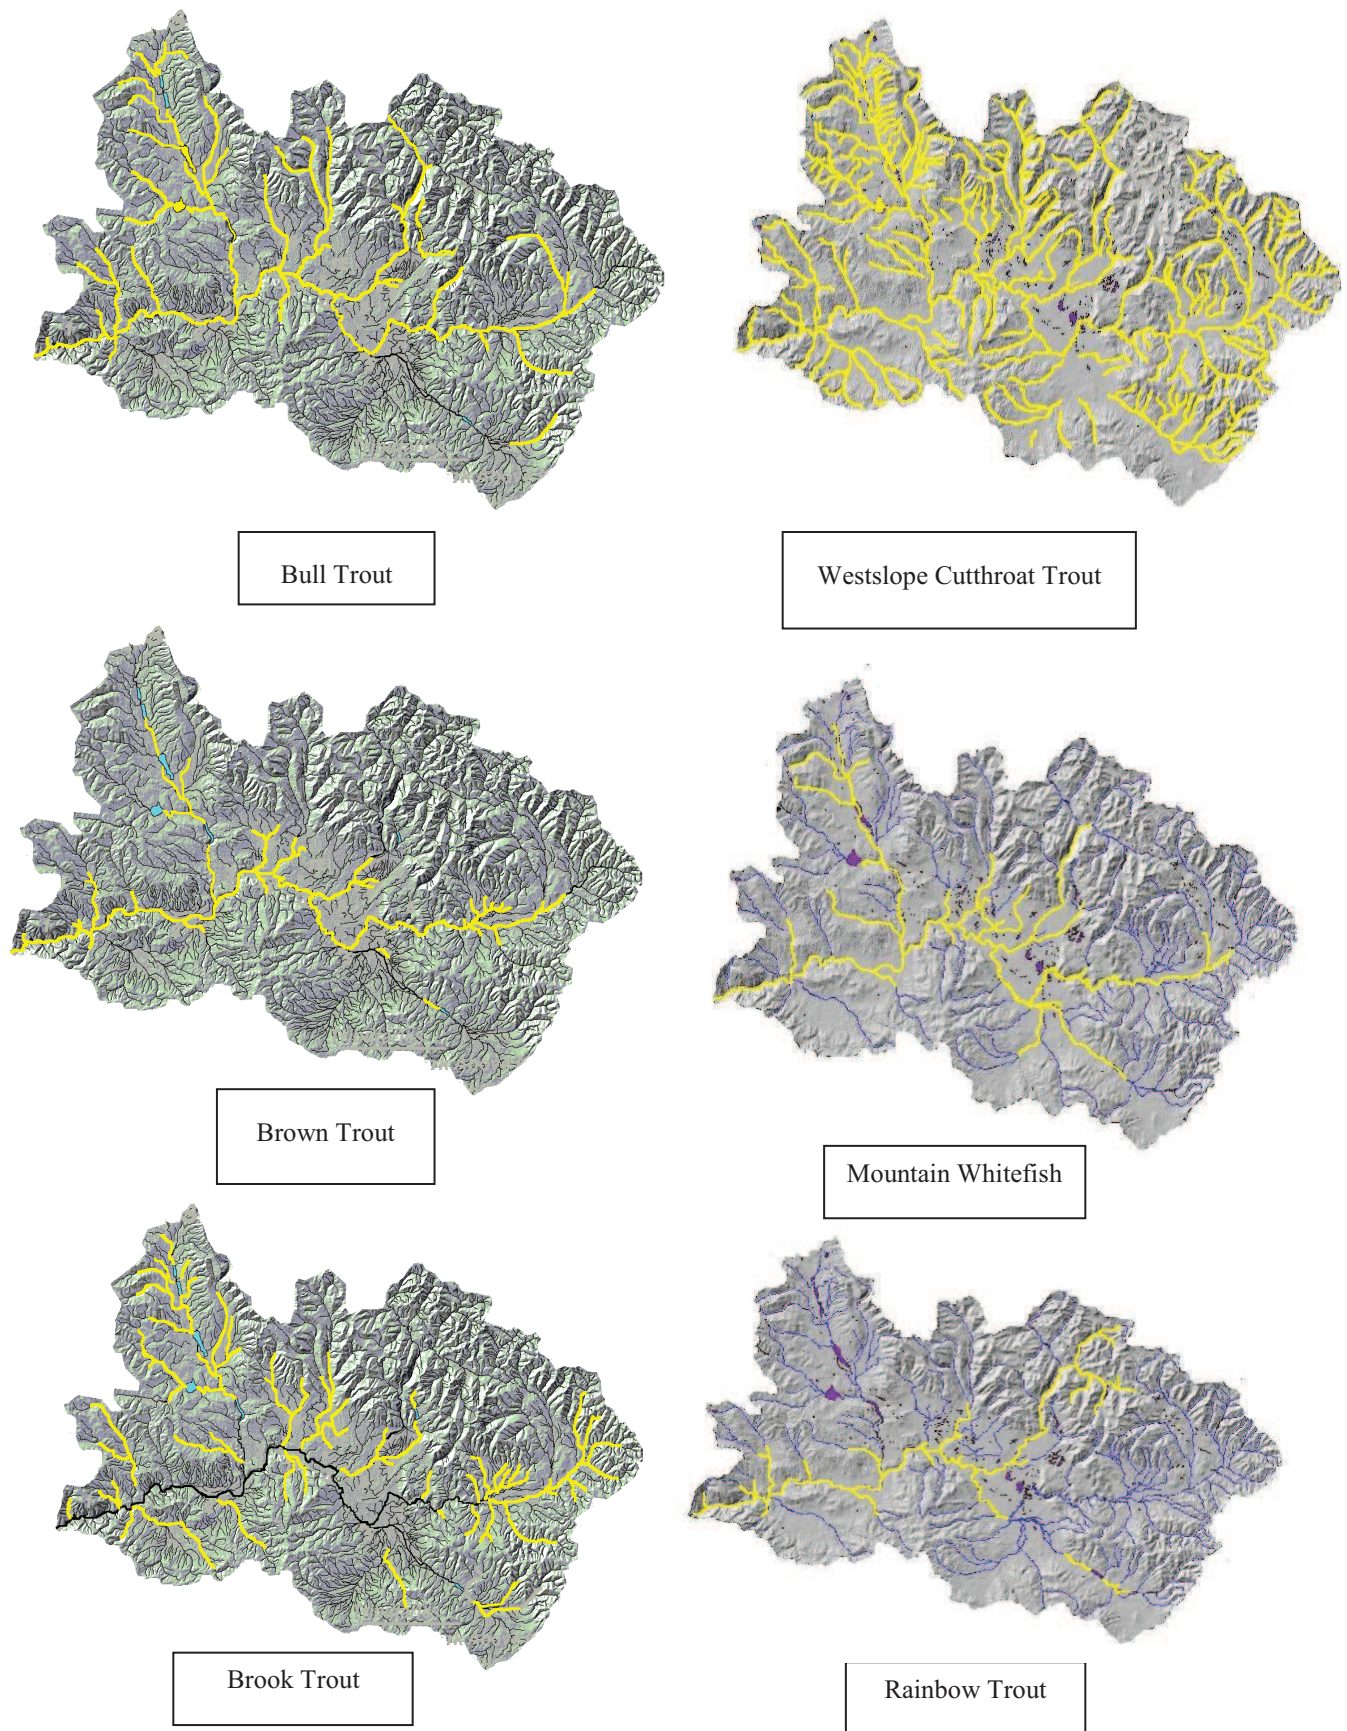 Bull Trout
Westslope Cutthroat Trout
Brown Trout
Mountain Whitefish
Brook Trout
Rainbow Trout